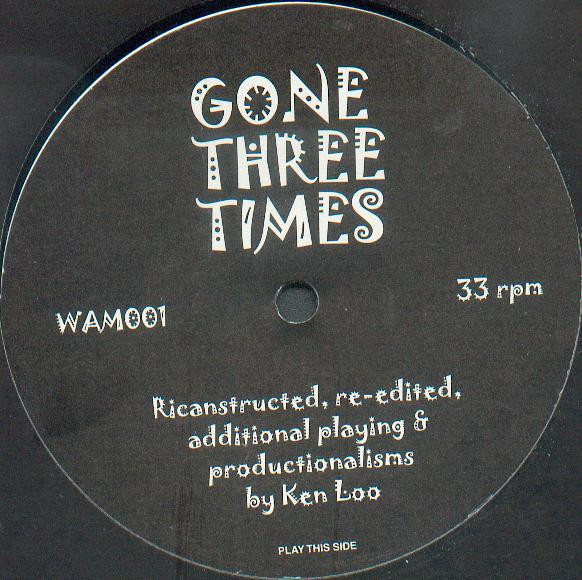 GONE
THREE
TIMES
33 rpm
WAM001
Ricanstructed, re-edited,
additional playing &
productionalisms
by Ken Loo
PLAY THIS SIDE